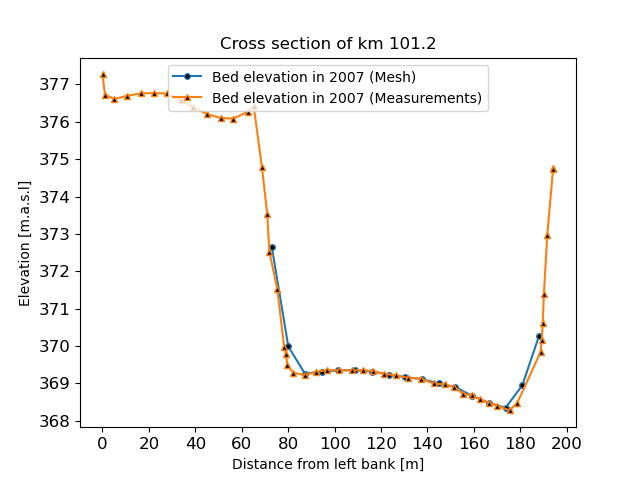 Cross section of km 101.2
Bed elevation in 2007 (Mesh)
Bed elevation in 2007 (Measurements)
Elevation [m.a.s.l]
377
376
375
374
373
372
371
370
369
368
0 20 40 60 80 100 120 140 160 180 200
Distance from left bank [m]